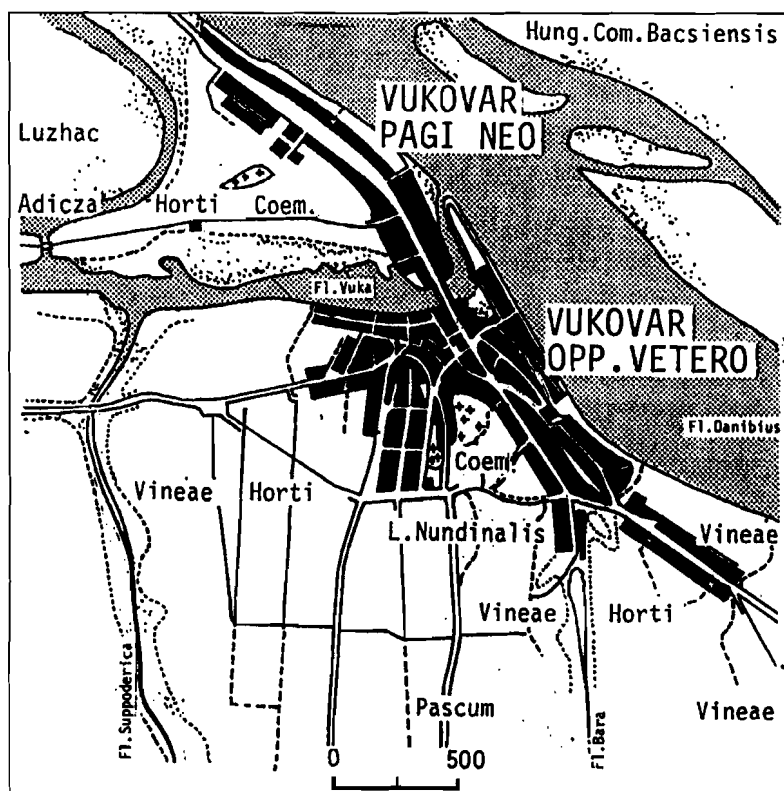 Hung.Com.Bacsiensis
VUKOVAR
PAGI NEO
Luzhac
Adicza
Horti
Coem.
Fl.Vuka
VUKOVAR
OPP.VETERO
Fl.Danibius
Coem.
Vineae
Horti
L.Nundinalis
Vineae
Vineae
Horti
Fl.Suppoderica
Pascum
Fl.Bara
Vineae
0
500